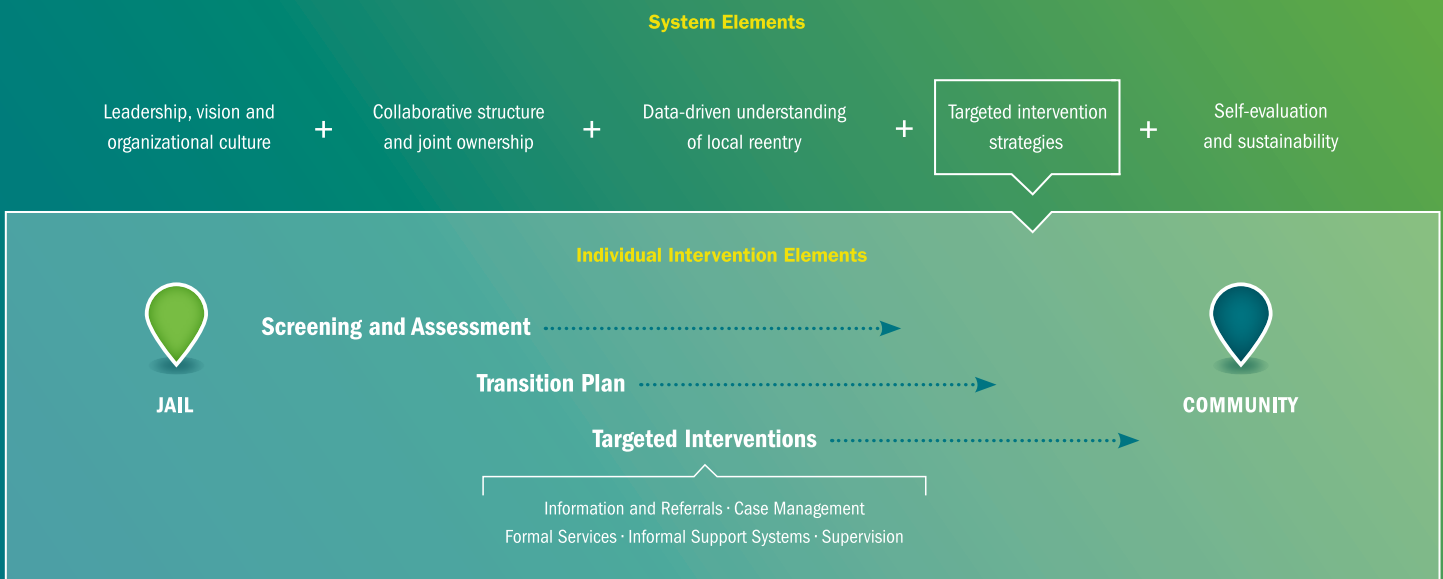 System Elements
Leadership, vision and
organizational culture
+
Collaborative structure
and joint ownership
+
Data-driven understanding
of local reentry
+
Targeted intervention
strategies
+
Self-evaluation
and sustainability
Individual Intervention Elements
JAIL
Screening and Assessment
Transition Plan
Targeted Interventions
COMMUNITY
Information and Referrals · Case Management
Formal Services · Informal Support Systems · Supervision